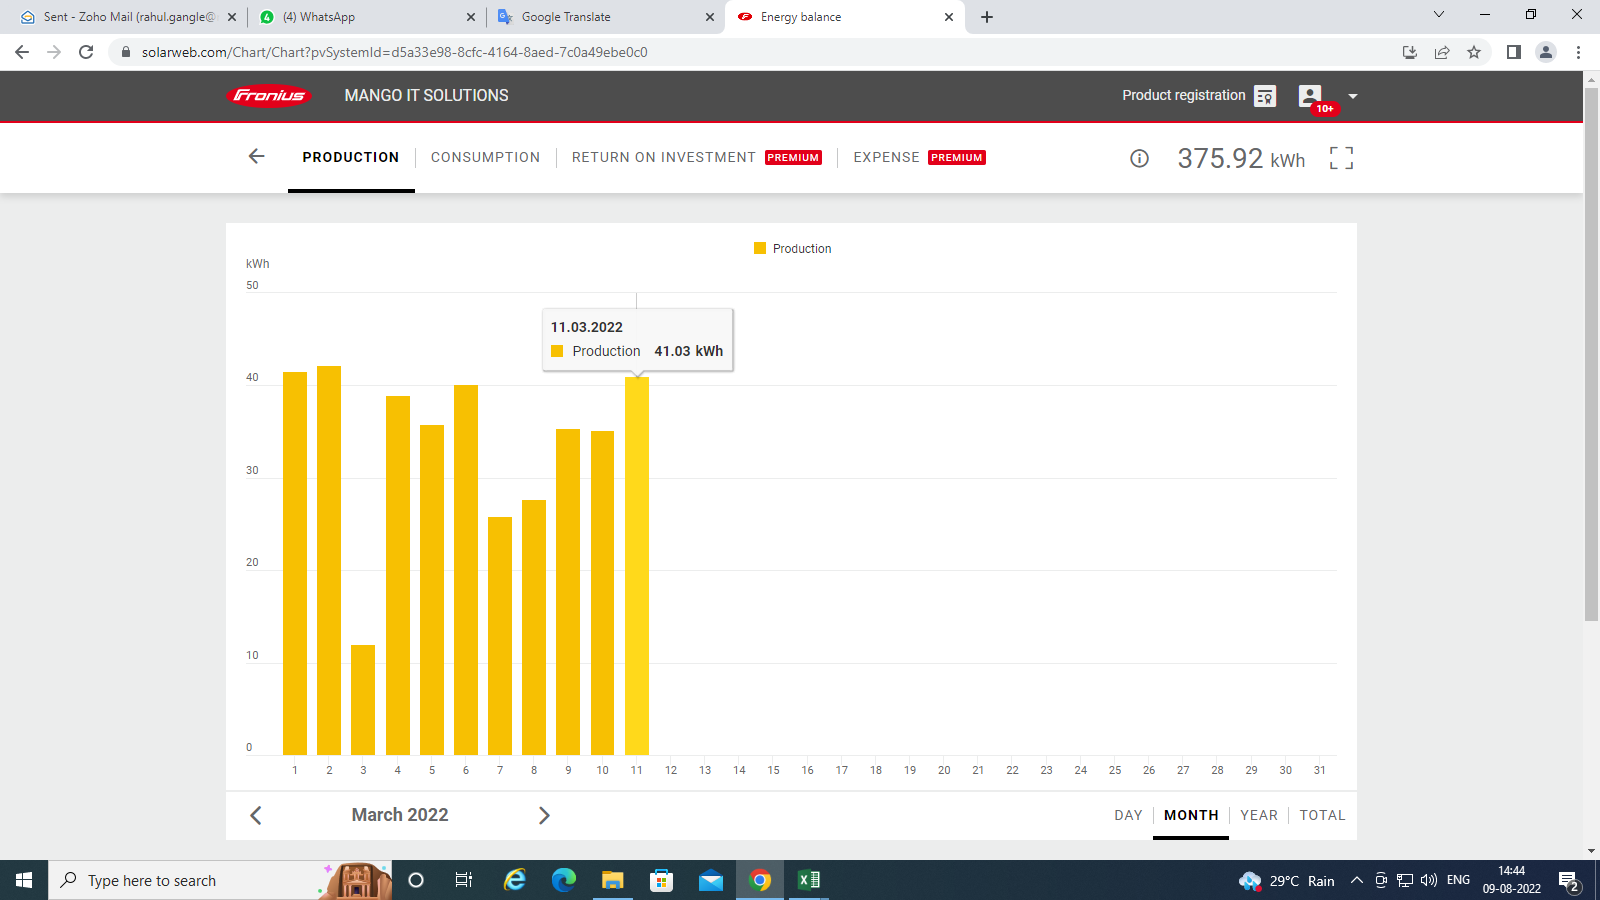 Sent - Zoho Mail (rahul.gangle@
(4) WhatsApp
Google Translate
Energy balance
solarweb.com/Chart/Chart?pvSystemId=d5a33e98-8cfc-4164-8aed-7c0a49ebe0c0
Fronius
MANGO IT SOLUTIONS
Product registration
10+
PRODUCTION
CONSUMPTION
RETURN ON INVESTMENT PREMIUM
EXPENSE PREMIUM
375.92 kWh
Production
kWh
50
11.03.2022
Production 41.03 kWh
40
30
20
10
0
1 2 3 4 5 6 7 8 9 10 11 12 13 14 15 16 17 18 19 20 21 22 23 24 25 26 27 28 29 30 31
March 2022
DAY MONTH YEAR TOTAL
Type here to search
29°C Rain
ENG
14:44
09-08-2022
2